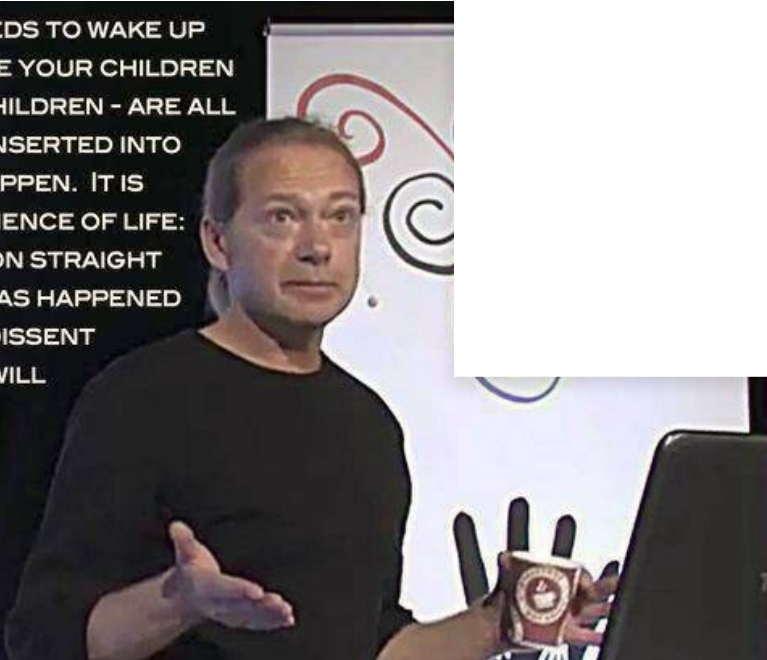 EDS TO WAKE UP
E YOUR CHILDREN
HILDREN - ARE ALL
NSERTED INTO
PPEN. IT IS
IENCE OF LIFE:
ON STRAIGHT
AS HAPPENED
DISSENT
WILL